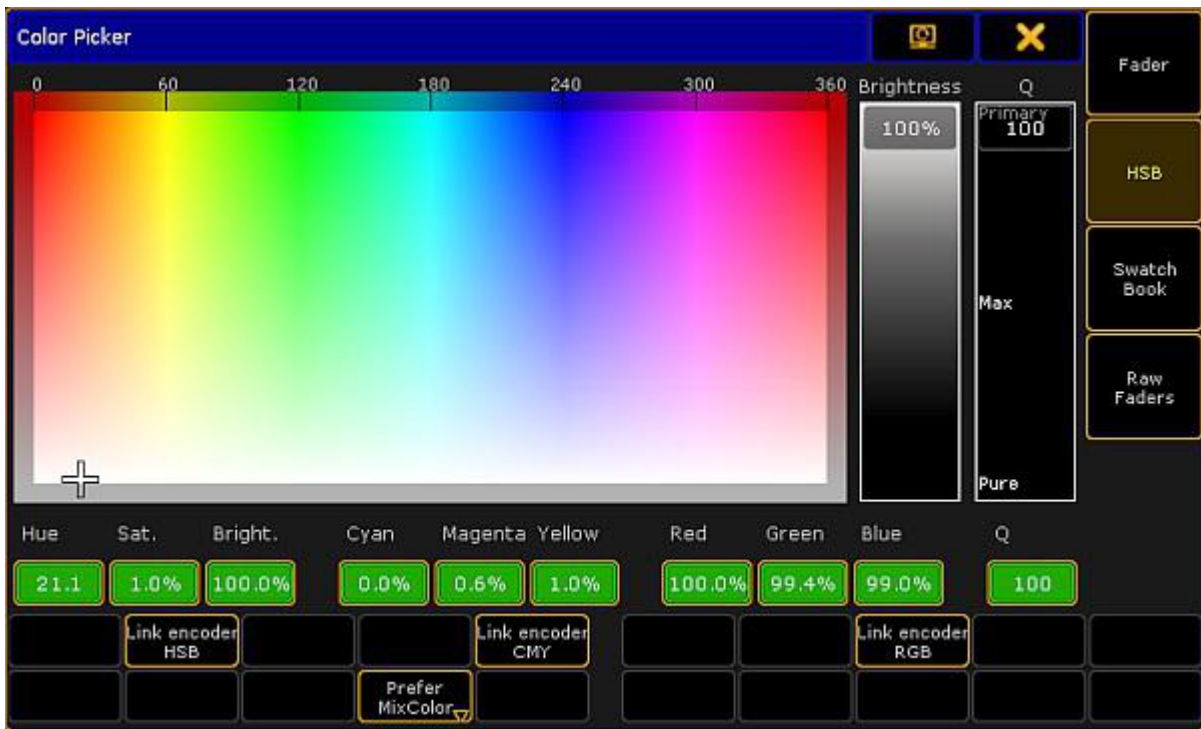 Color Picker
0 60 120 180 240 300 360
Brightness Q
100%
Primary
100
Max
Pure
Fader
HSB
Swatch
Book
Raw
Faders
Hue Sat. Bright. Cyan Magenta Yellow Red Green Blue Q
21.1 1.0% 100.0% 0.0% 0.6% 1.0% 100.0% 99.4% 99.0% 100
Link encoder
HSB
Link encoder
CMY
Link encoder
RGB
Prefer
MixColor